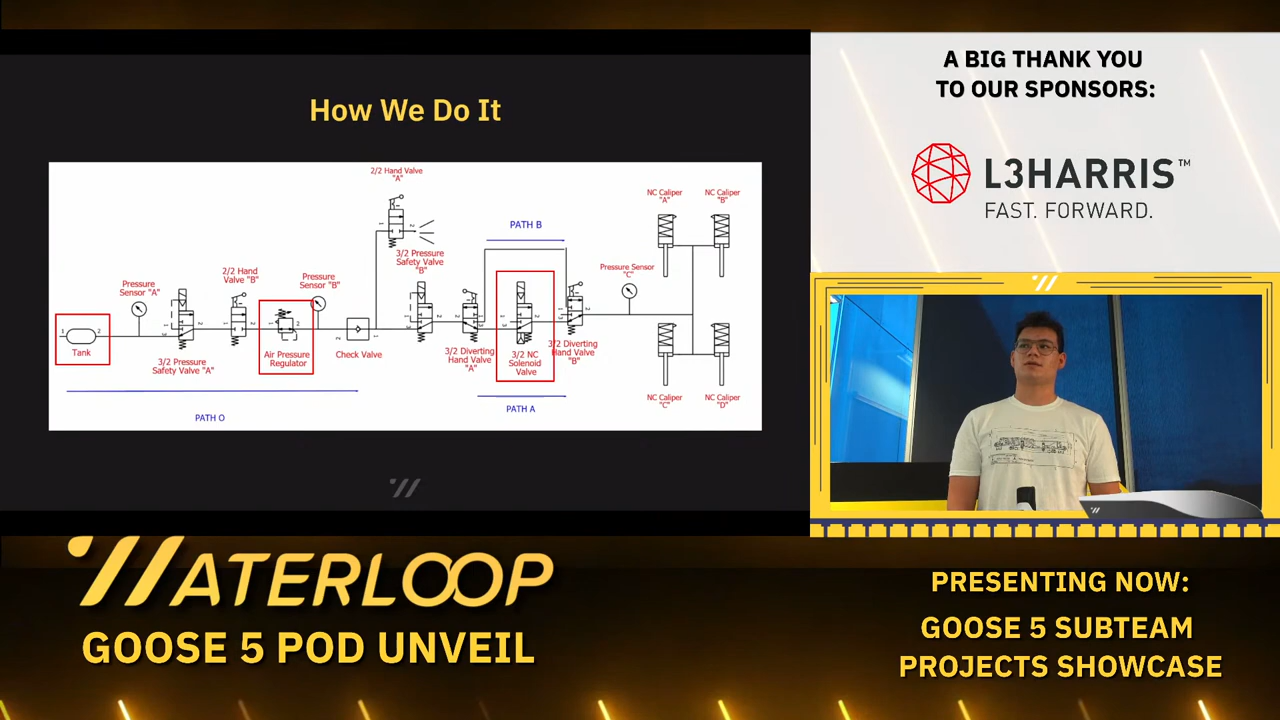 How We Do It
2/2 Hand Valve
"A"
PATH B
NC Caliper
"A"
NC Caliper
"B"
3/2 Pressure
Safety Valve
"B"
2/2 Hand
Valve "B"
Pressure
Sensor "A"
Pressure
Sensor "B"
Pressure Sensor
"C"
Tank
3/2 Pressure
Safety Valve "A"
Air Pressure
Regulator
Check Valve
3/2 Diverting
Hand Valve
"A"
3/2 NC
Solenoid
Valve
3/2 Diverting
Hand Valve
"B"
NC Caliper
"C"
NC Caliper
"D"
PATH O
PATH A
A BIG THANK YOU
TO OUR SPONSORS:
L3HARRIS™
FAST. FORWARD.
WATERLOOP
GOOSE 5 POD UNVEIL
PRESENTING NOW:
GOOSE 5 SUBTEAM
PROJECTS SHOWCASE